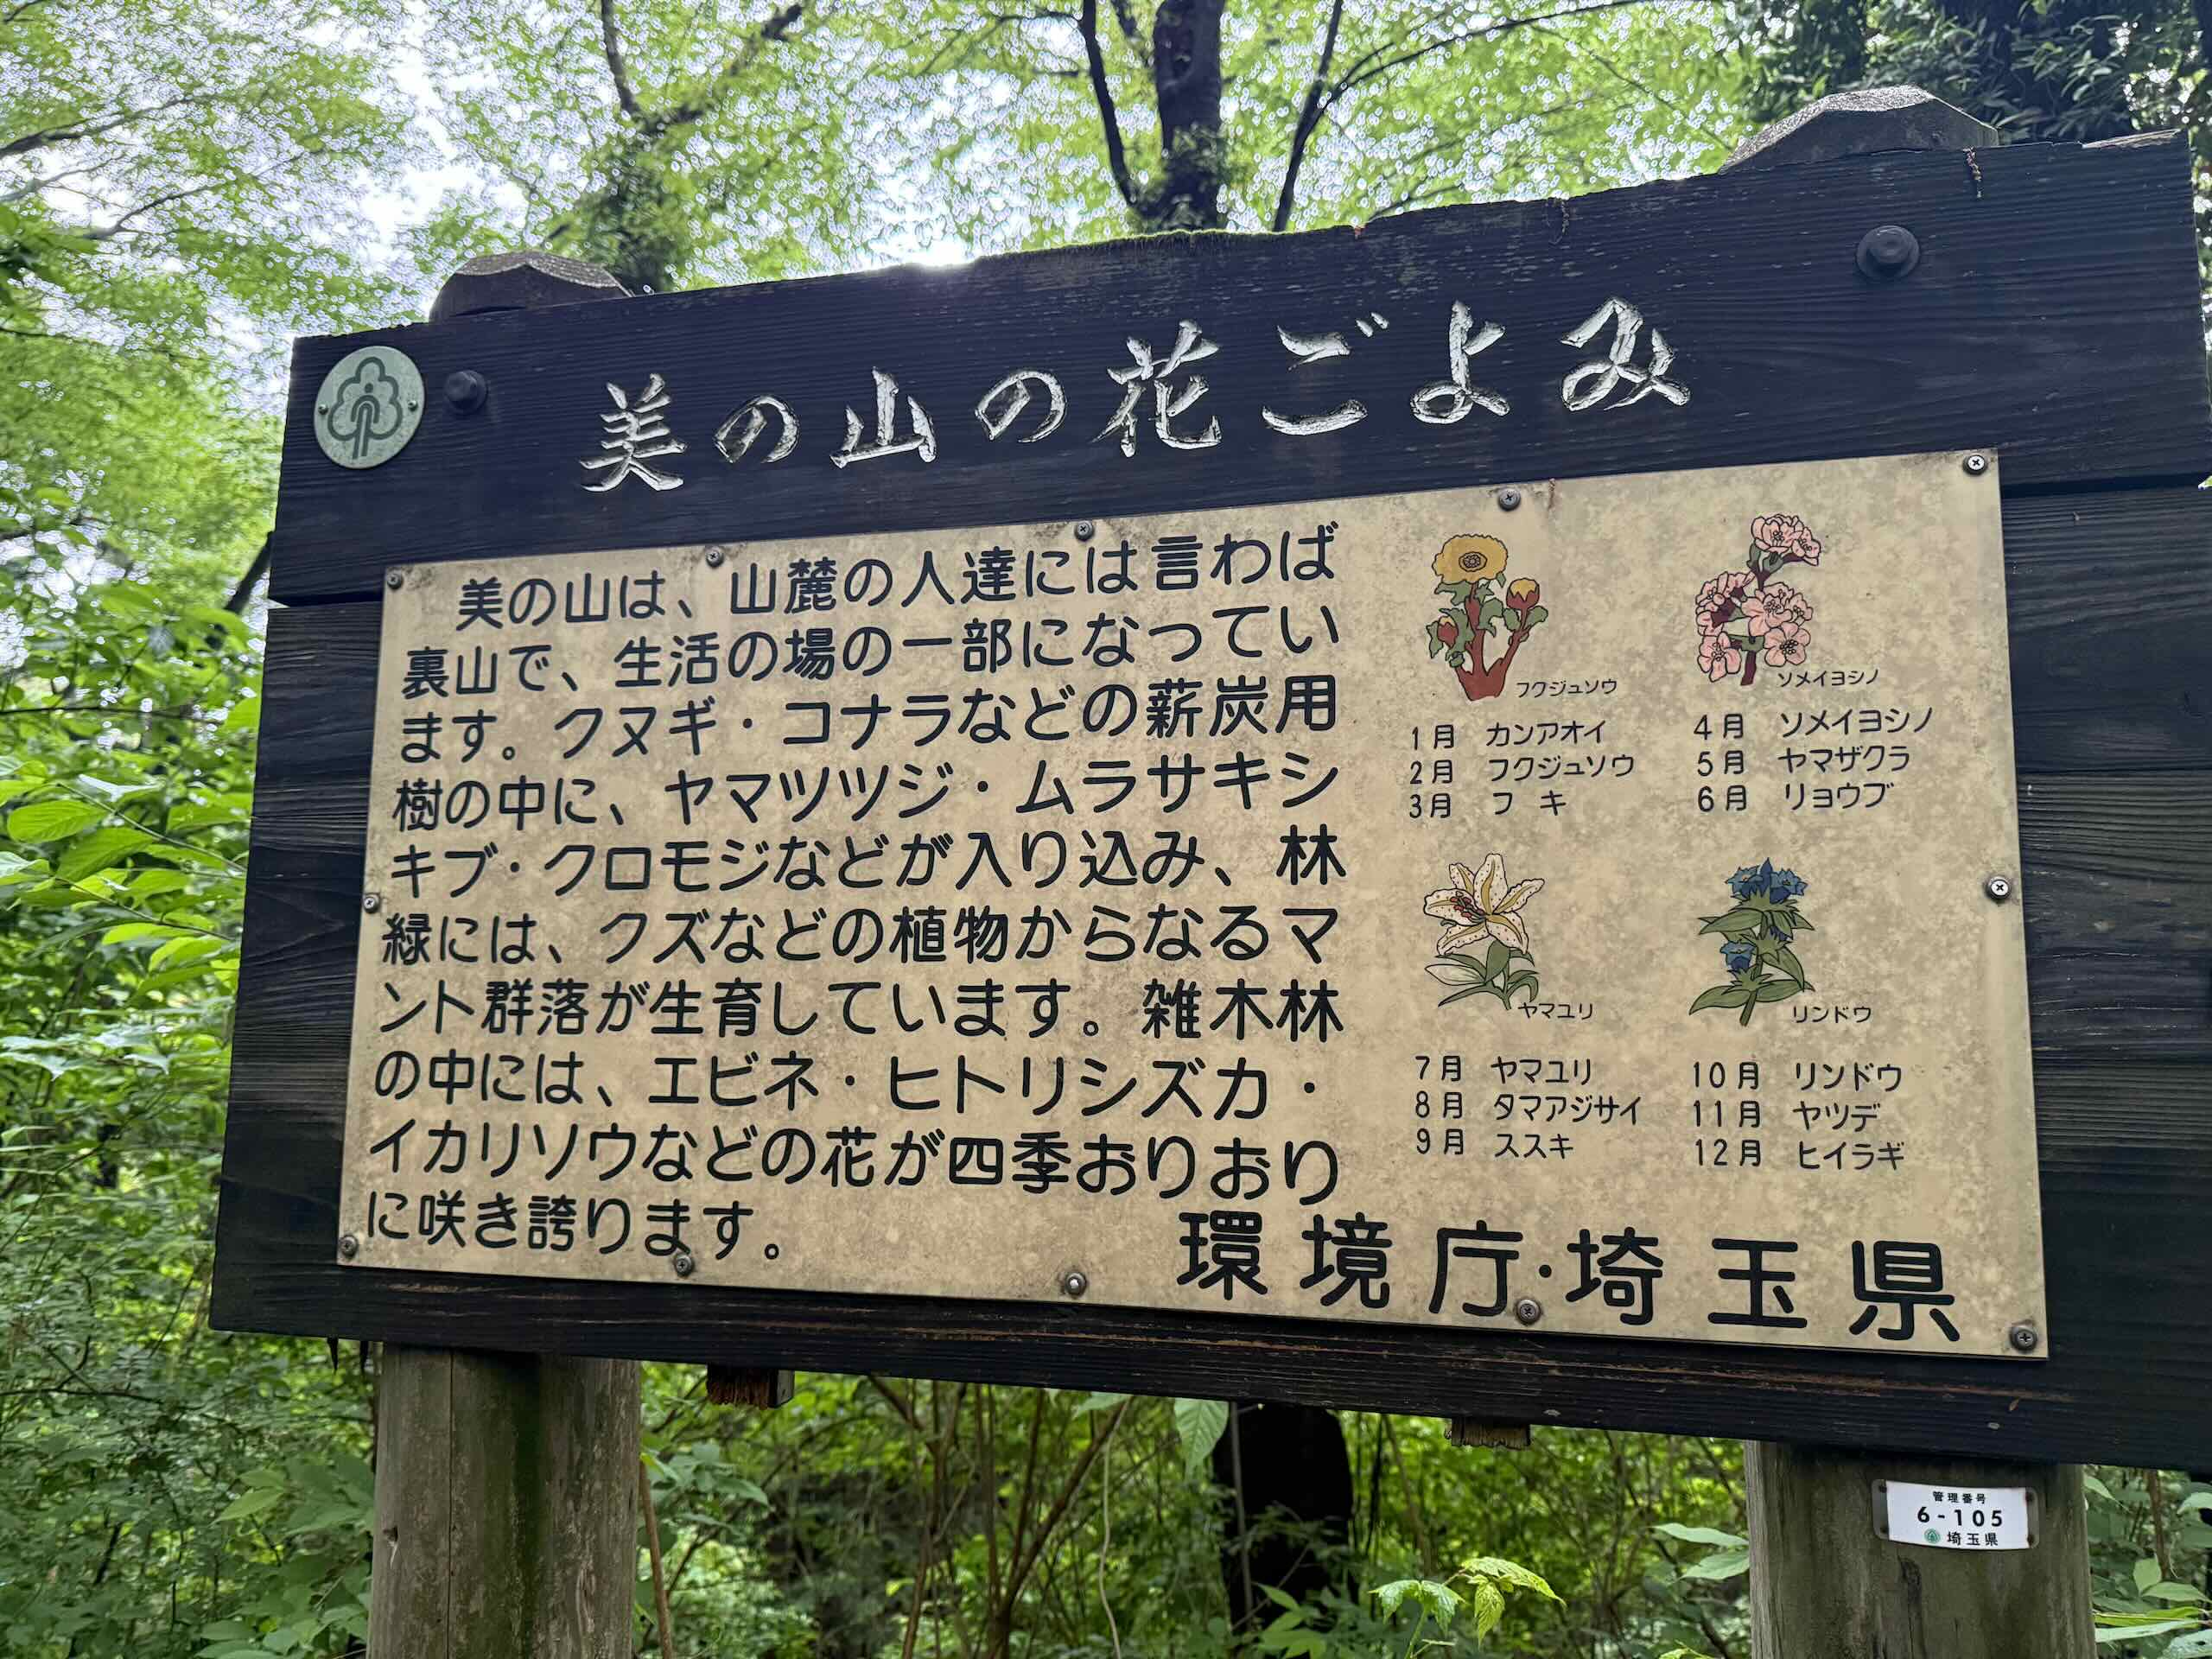 美の山の花ごよみ
美の山は、山麓の人達には言わば
裏山で、生活の場の一部になってい
ます。クヌギ・コナラなどの薪炭用
樹の中に、ヤマツツジ・ムラサキシ
キブ・クロモジなどが入り込み、林
緑には、クズなどの植物からなるマ
ント群落が生育しています。雑木林
の中には、エビネ・ヒトリシズカ・
イカリソウなどの花が四季おりおり
に咲き誇ります。
フクジュソウ
ソメイヨシノ
1月 カンアオイ
2月 フクジュソウ
3月 フキ
4月 ソメイヨシノ
5月 ヤマザクラ
6月 リョウブ
ヤマユリ
リンドウ
7月 ヤマユリ
8月 タマアジサイ
9月 ススキ
10月 リンドウ
11月 ヤツデ
12月 ヒイラギ
環境庁・埼玉県
管理番号
6-105
埼玉県